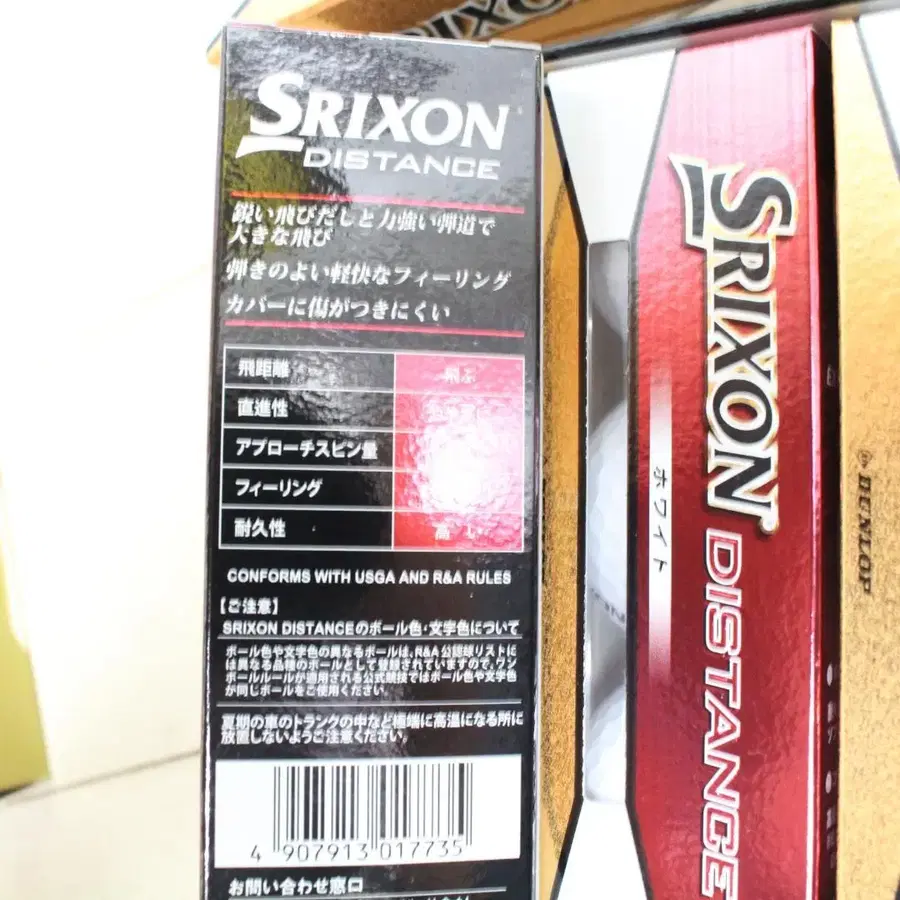 SRIXON
DISTANCE
鋭い飛びだしと力強い弾道で
大きな飛び
弾きのよい軽快なフィーリング
カバーに傷がつきにくい
飛距離 飛ぶ
直進性
アプローチスピン量
フィーリング
耐久性 高い
CONFORMS WITH USGA AND R&A RULES
【ご注意】
SRIXON DISTANCEのボール色・文字色について
ボール色や文字色の異なるボールは、R&A公認球リストに
は異なる品種のボールとして登録されていますので、ワン
ボールルールが適用される公式競技ではボール色や文字色
が同じボールをご使用ください。
夏期の車のトランクの中など極端に高温になる所に
放置しないようご注意ください。
4 907913 017735
お問い合わせ窓口
SRIXON
DISTANCE
ホワイト
DUNLOP